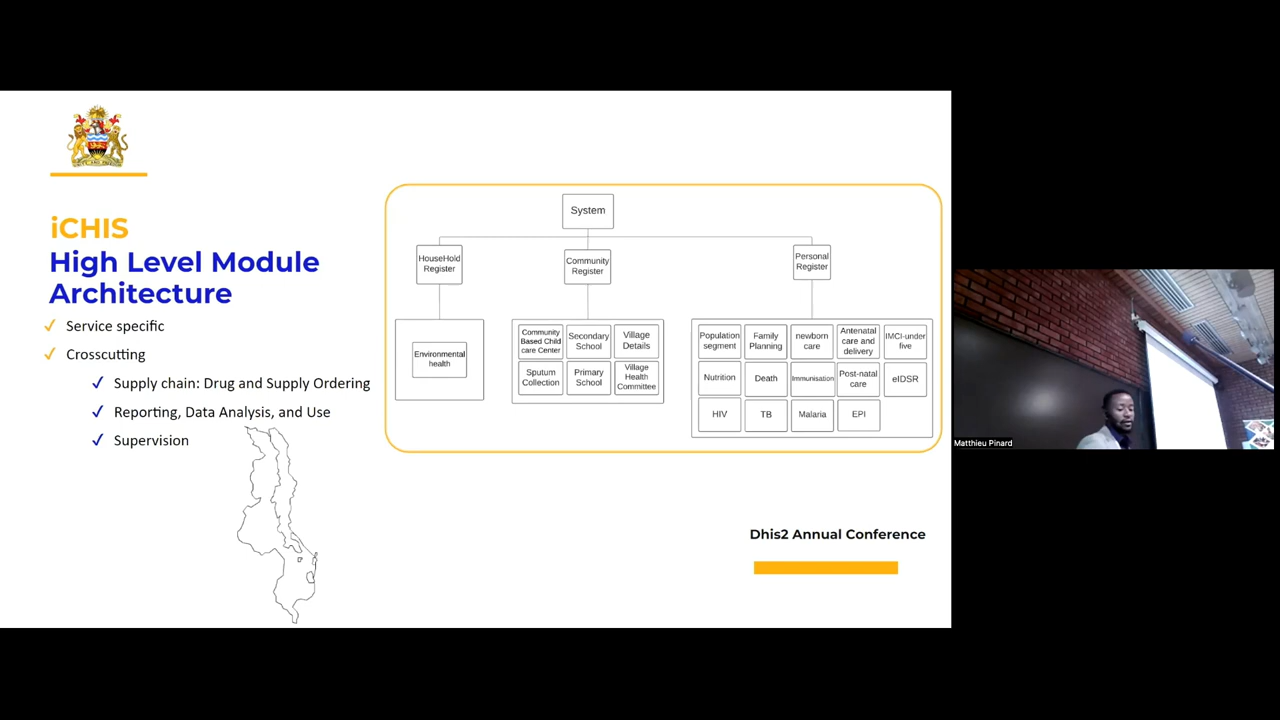 iCHIS
High Level Module
Architecture
✓ Service specific
✓ Crosscutting
✓ Supply chain: Drug and Supply Ordering
✓ Reporting, Data Analysis, and Use
✓ Supervision
System
HouseHold
Register
Community
Register
Personal
Register
Environmental
health
Community
Based Child
care Center
Secondary
School
Village
Details
Sputum
Collection
Primary
School
Village
Health
Committee
Population
segment
Family
Planning
newborn
care
Antenatal
care and
delivery
IMCI-under
five
Nutrition
Death
Immunisation
Post-natal
care
eIDSR
HIV
TB
Malaria
EPI
Dhis2 Annual Conference
Matthieu Pinard